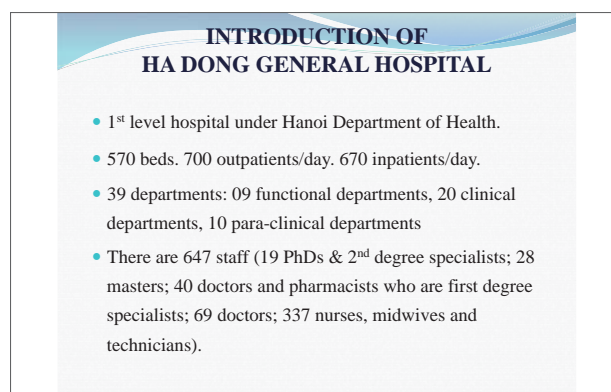 INTRODUCTION OF
HA DONG GENERAL HOSPITAL
• 1st level hospital under Hanoi Department of Health.
• 570 beds. 700 outpatients/day. 670 inpatients/day.
• 39 departments: 09 functional departments, 20 clinical
departments, 10 para-clinical departments
• There are 647 staff (19 PhDs & 2nd degree specialists; 28
masters; 40 doctors and pharmacists who are first degree
specialists; 69 doctors; 337 nurses, midwives and
technicians).